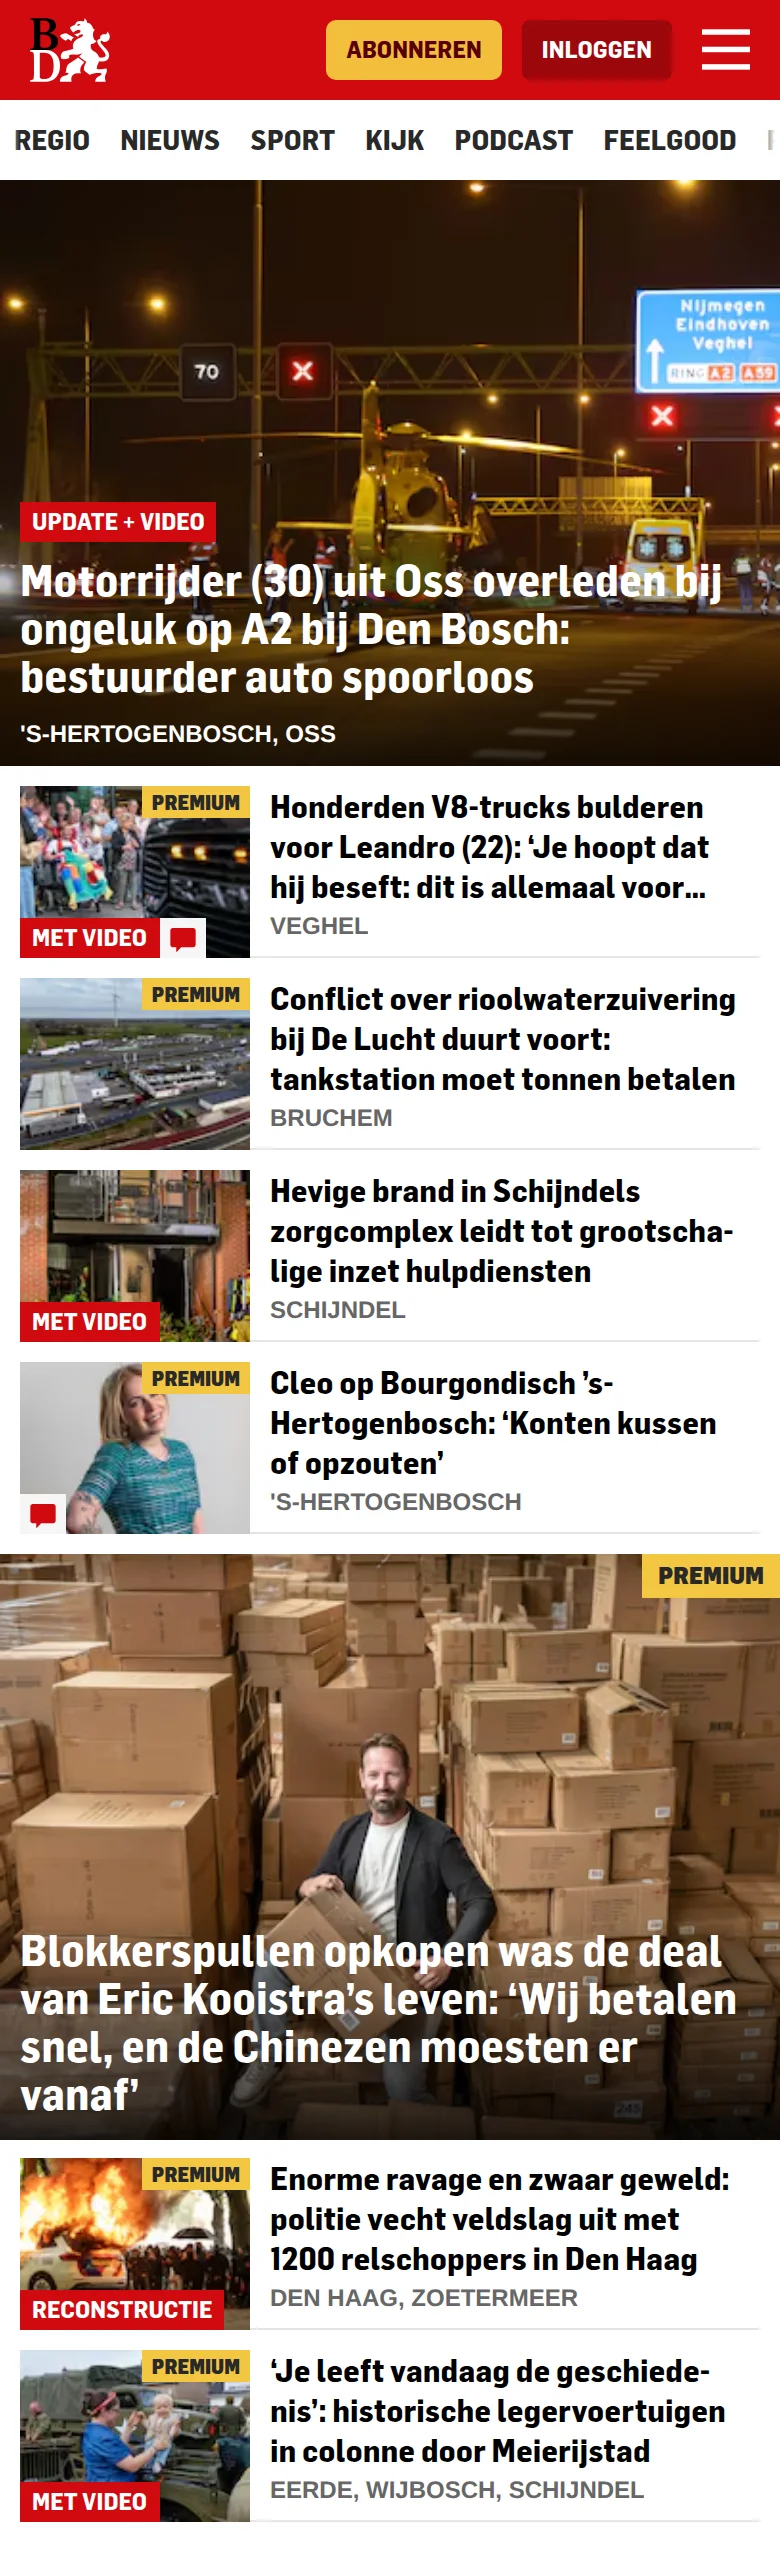 BD
ABONNEREN
INLOGGEN
REGIO NIEUWS SPORT KIJK PODCAST FEELGOOD
Nijmegen
Eindhoven
Veghel
RING A2 A59
70
UPDATE + VIDEO
Motorrijder (30) uit Oss overleden bij
ongeluk op A2 bij Den Bosch:
bestuurder auto spoorloos
'S-HERTOGENBOSCH, OSS
PREMIUM
MET VIDEO
Honderden V8-trucks bulderen
voor Leandro (22): ‘Je hoopt dat
hij beseft: dit is allemaal voor...
VEGHEL
PREMIUM
Conflict over rioolwaterzuivering
bij De Lucht duurt voort:
tankstation moet tonnen betalen
BRUCHEM
MET VIDEO
Hevige brand in Schijndels
zorgcomplex leidt tot grootscha-
lige inzet hulpdiensten
SCHIJNDEL
PREMIUM
Cleo op Bourgondisch ’s-
Hertogenbosch: ‘Konten kussen
of opzouten’
'S-HERTOGENBOSCH
PREMIUM
Blokkerspullen opkopen was de deal
van Eric Kooistra’s leven: ‘Wij betalen
snel, en de Chinezen moesten er
vanaf’
PREMIUM
RECONSTRUCTIE
Enorme ravage en zwaar geweld:
politie vecht veldslag uit met
1200 relschoppers in Den Haag
DEN HAAG, ZOETERMEER
PREMIUM
MET VIDEO
‘Je leeft vandaag de geschiede-
nis’: historische legervoertuigen
in colonne door Meierijstad
EERDE, WIJBOSCH, SCHIJNDEL